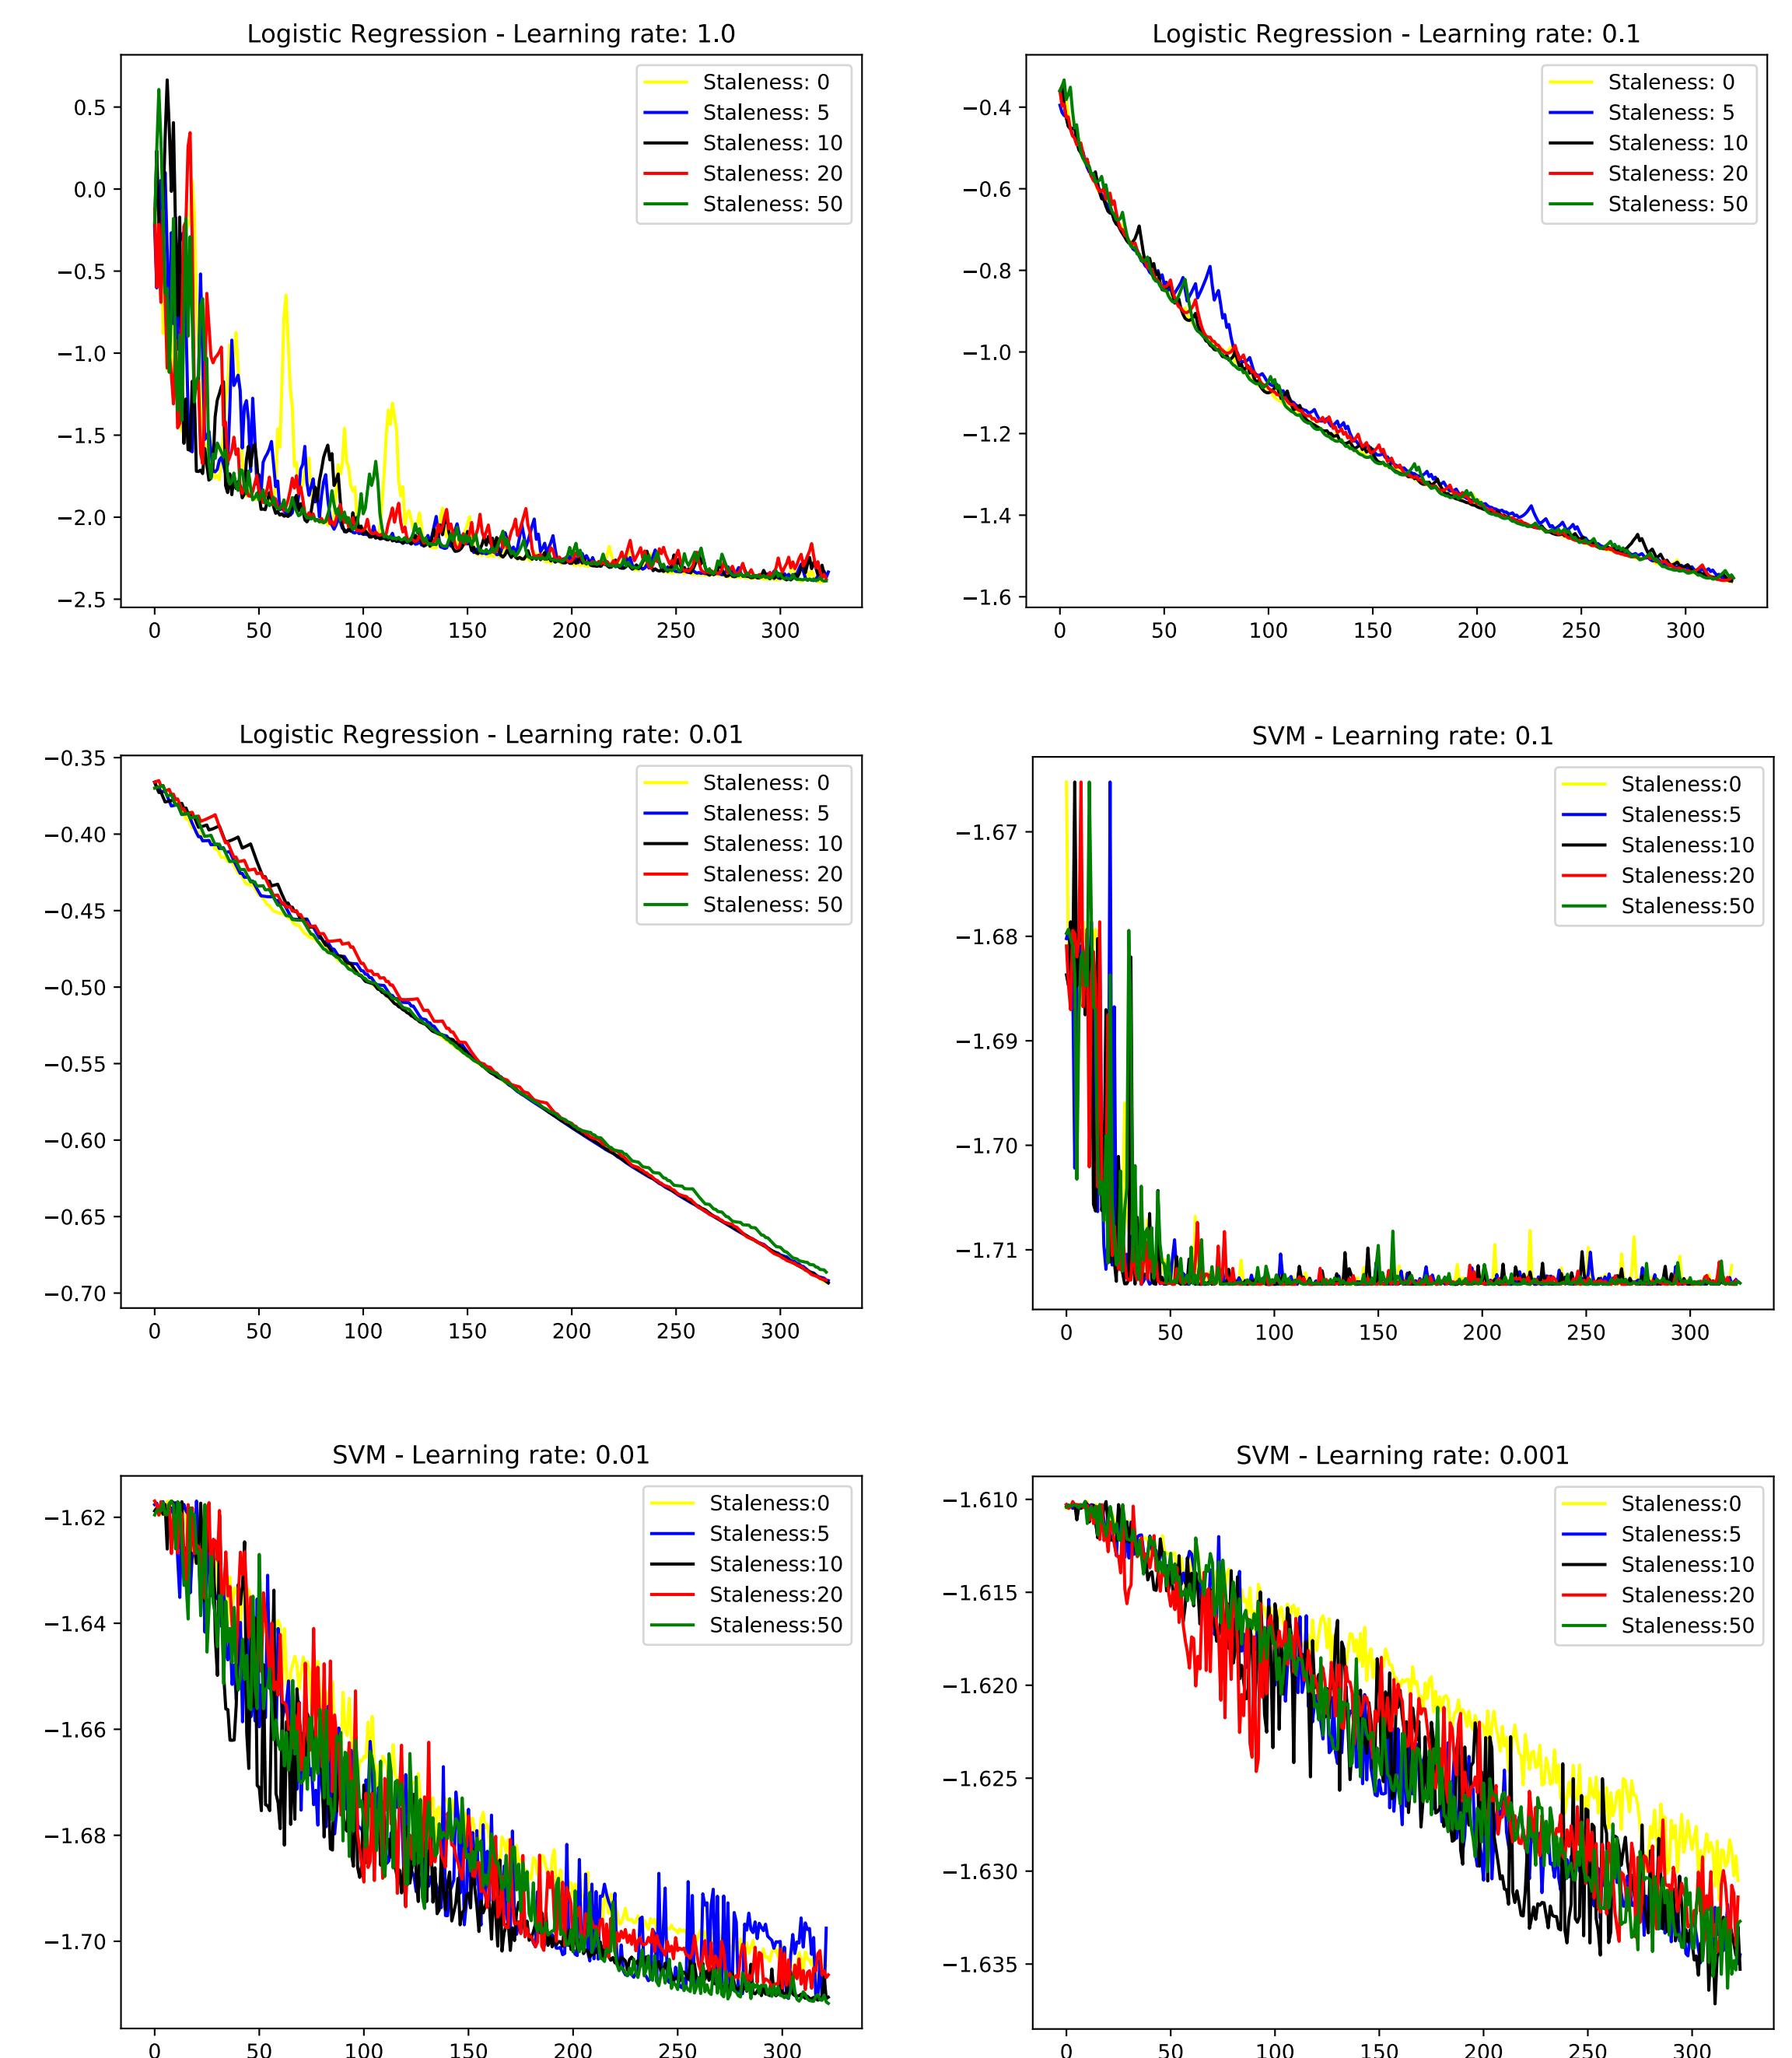 Logistic Regression - Learning rate: 1.0
0.5
0.0
−0.5
−1.0
−1.5
−2.0
−2.5
0 50 100 150 200 250 300
Staleness: 0
Staleness: 5
Staleness: 10
Staleness: 20
Staleness: 50
Logistic Regression - Learning rate: 0.1
−0.4
−0.6
−0.8
−1.0
−1.2
−1.4
−1.6
0 50 100 150 200 250 300
Staleness: 0
Staleness: 5
Staleness: 10
Staleness: 20
Staleness: 50
Logistic Regression - Learning rate: 0.01
−0.35
−0.40
−0.45
−0.50
−0.55
−0.60
−0.65
−0.70
0 50 100 150 200 250 300
Staleness: 0
Staleness: 5
Staleness: 10
Staleness: 20
Staleness: 50
SVM - Learning rate: 0.1
−1.67
−1.68
−1.69
−1.70
−1.71
0 50 100 150 200 250 300
Staleness:0
Staleness:5
Staleness:10
Staleness:20
Staleness:50
SVM - Learning rate: 0.01
−1.62
−1.64
−1.66
−1.68
−1.70
0 50 100 150 200 250 300
Staleness:0
Staleness:5
Staleness:10
Staleness:20
Staleness:50
SVM - Learning rate: 0.001
−1.610
−1.615
−1.620
−1.625
−1.630
−1.635
0 50 100 150 200 250 300
Staleness:0
Staleness:5
Staleness:10
Staleness:20
Staleness:50